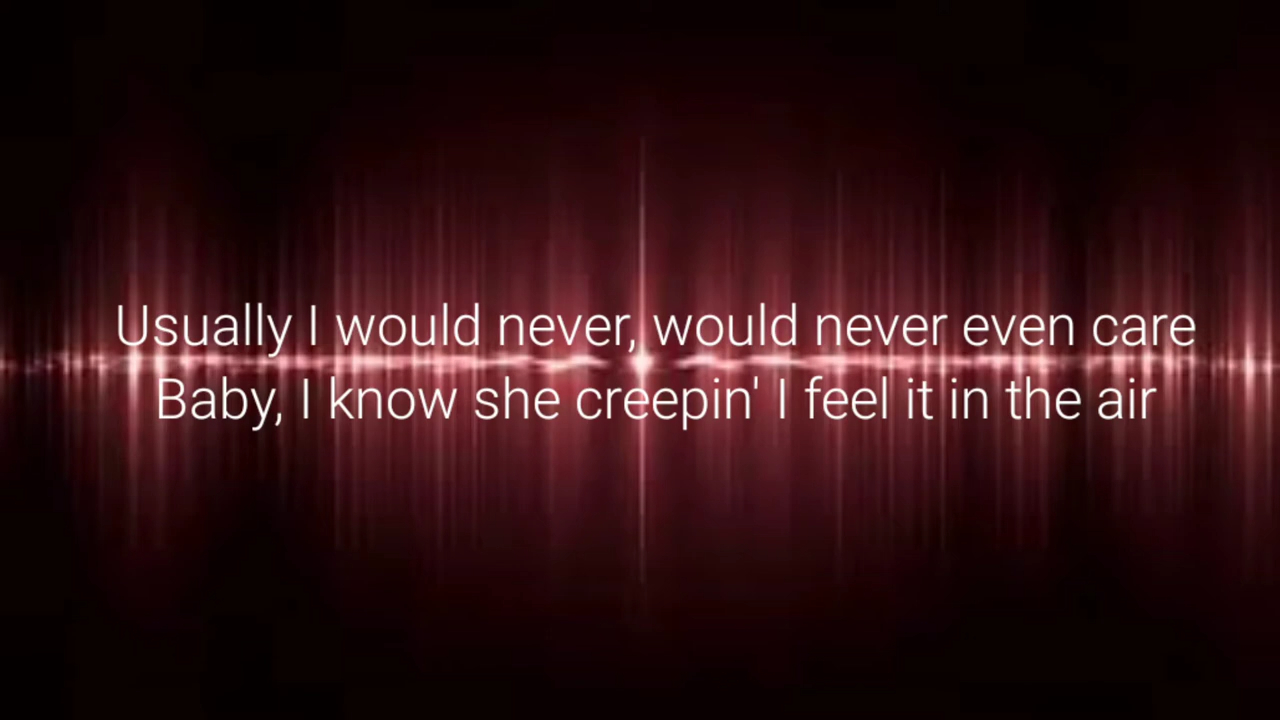 Usually I would never, would never even care
Baby, I know she creepin' I feel it in the air